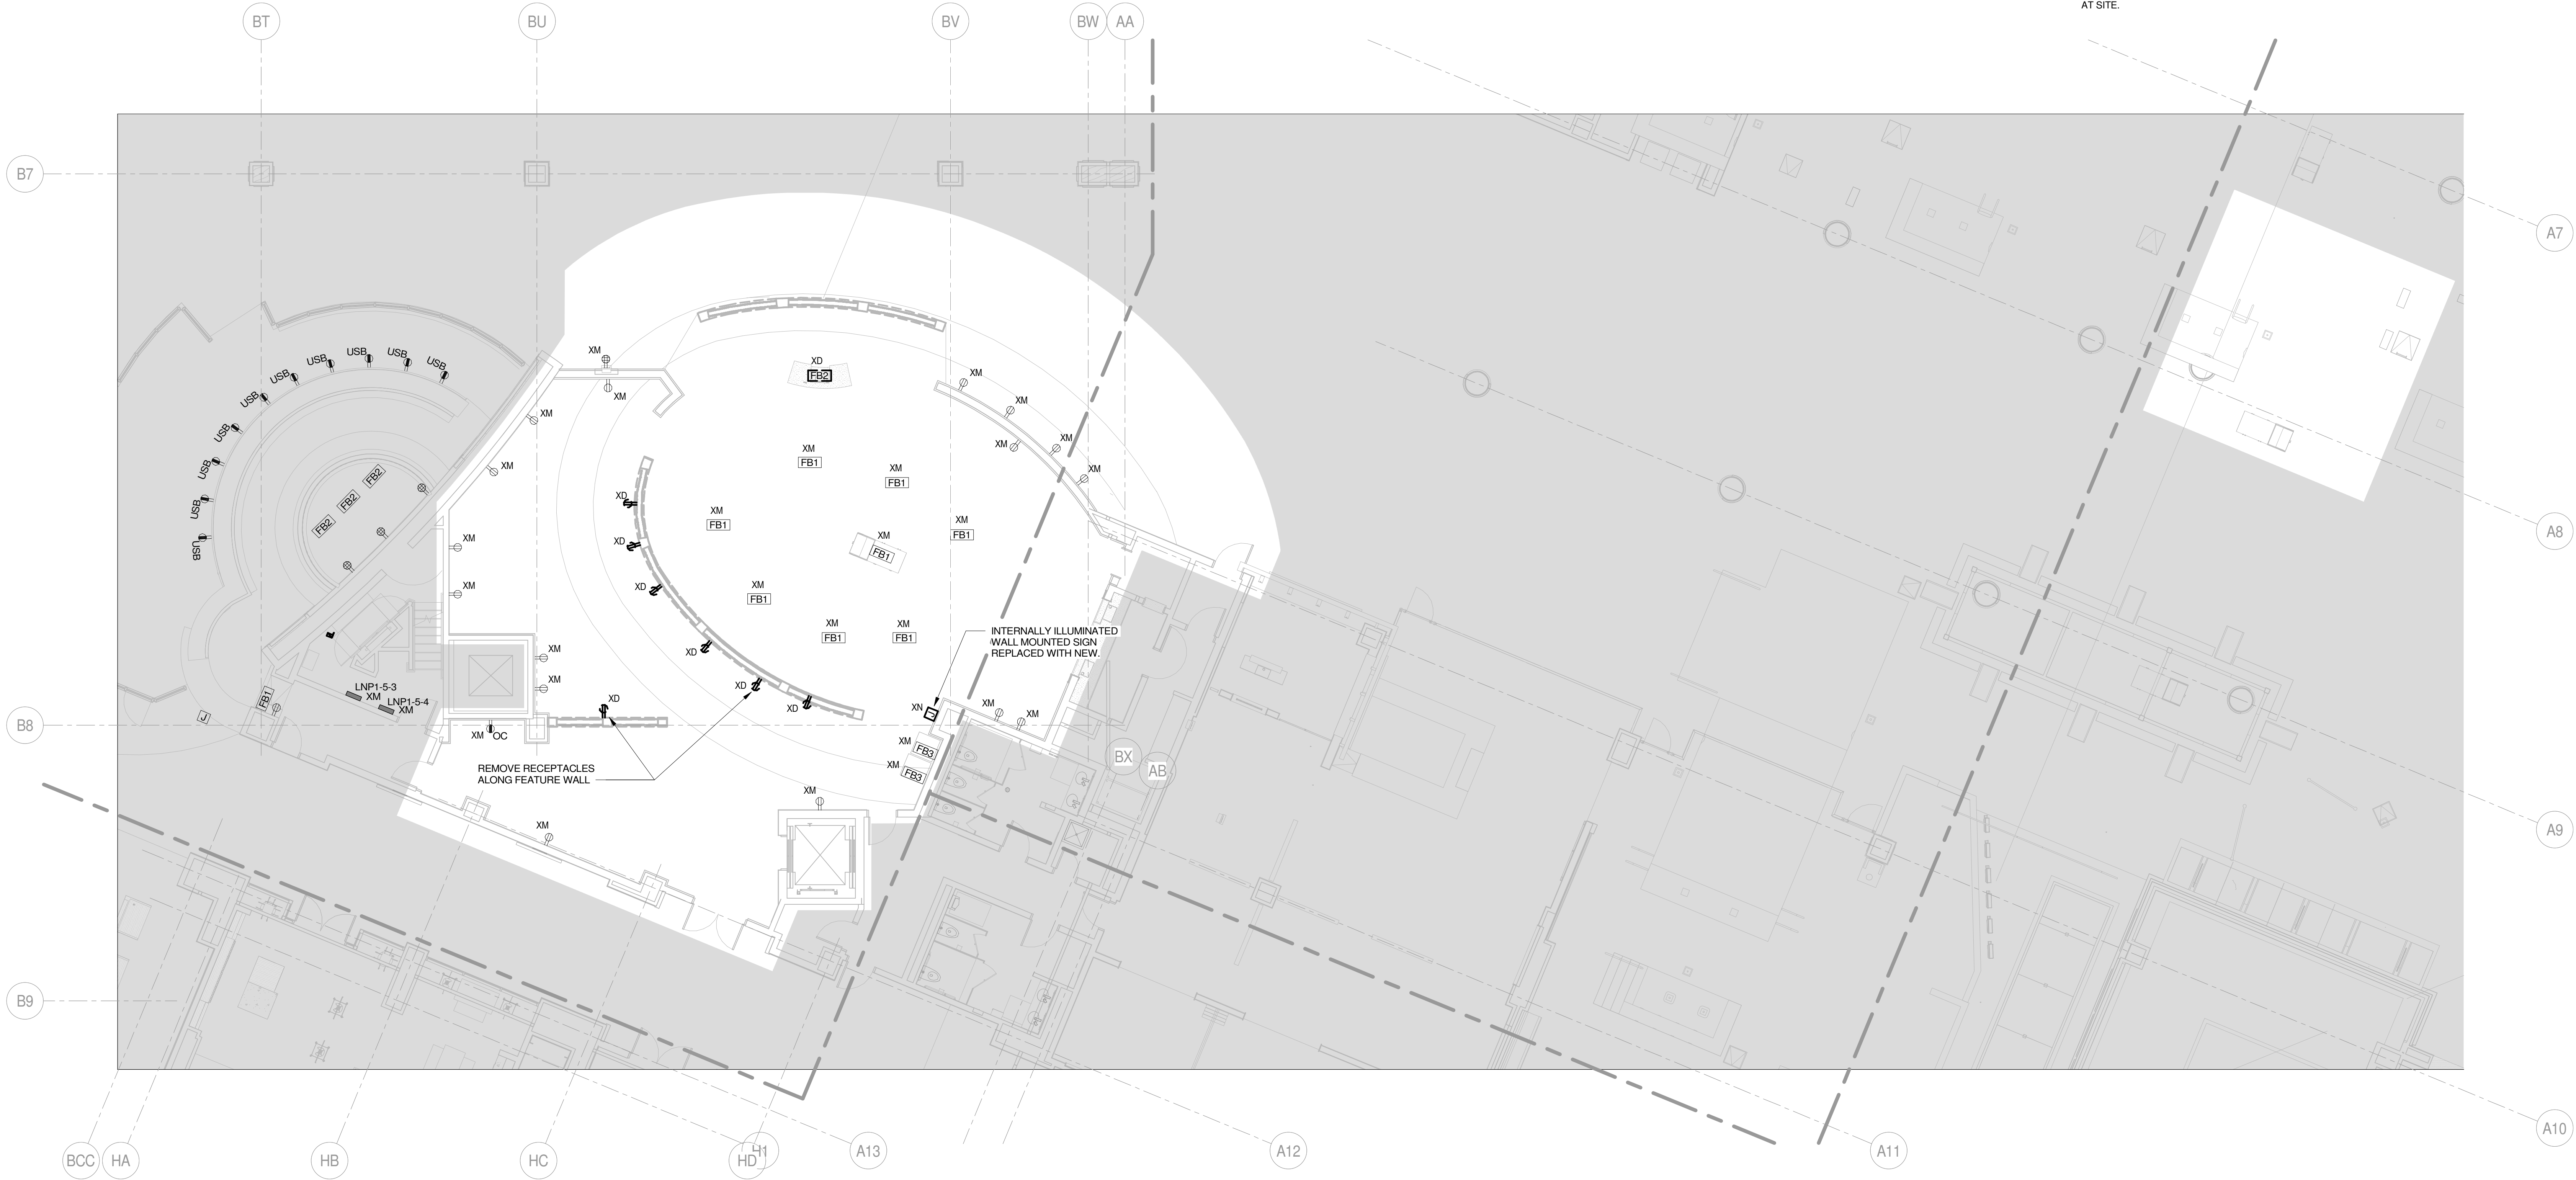 AT SITE.
BT
BU
BV
BW
AA
B7
A7
XM
XM
XD
FB2
USB
USB
USB
USB
USB
USB
USB
USB
USB
USB
USB
USB
XM
XM
XM
XM
XM
XM
XM
XM
FB1
XM
FB1
XM
FB1
XM
FB1
XM
FB1
XM
FB1
XM
FB1
XM
FB1
FB2
FB2
FB2
XD
XD
XD
XD
XD
XD
XD
XM
XM
XM
XM
A8
INTERNALLY ILLUMINATED
WALL MOUNTED SIGN
REPLACED WITH NEW.
LNP1-5-3
XM
LNP1-5-4
XM
FB1
J
B8
XM
OC
XN
J
XM
XM
XM
FB3
XM
FB3
BX
AB
REMOVE RECEPTACLES
ALONG FEATURE WALL
XM
XM
A9
B9
A10
BCC
HA
HB
HC
HD
H1
A13
A12
A11